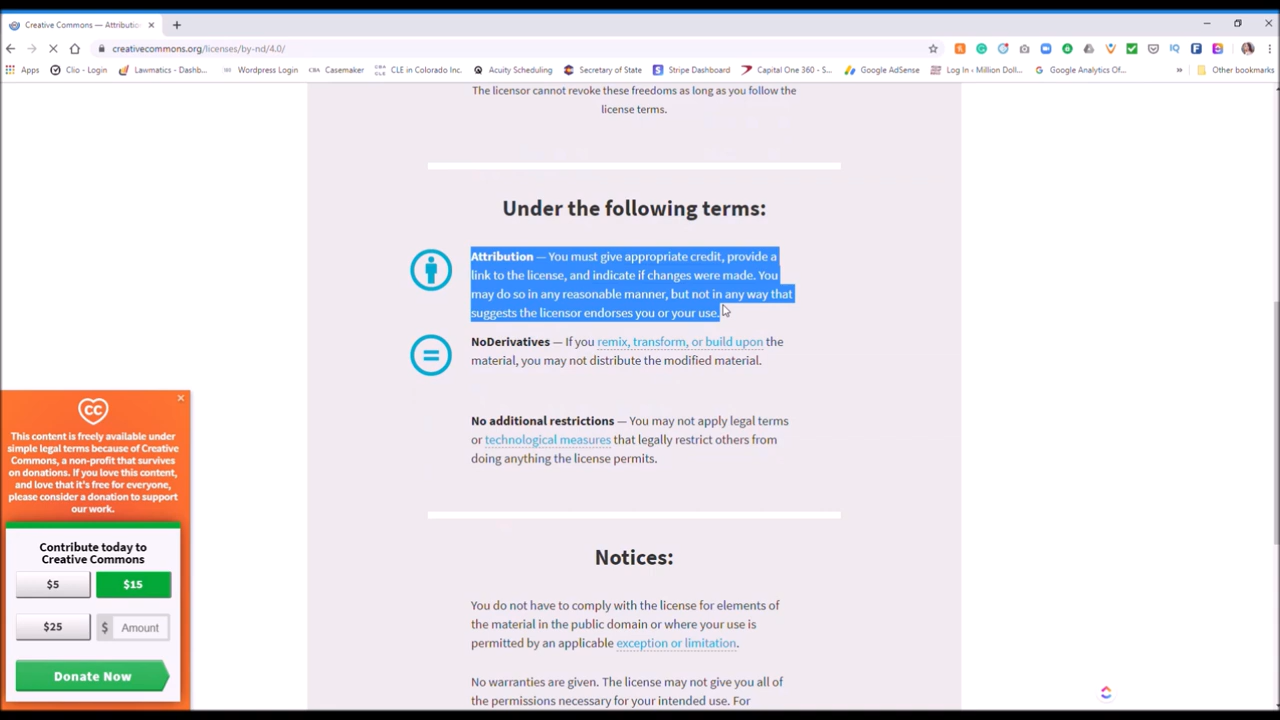 Creative Commons — Attributio
creativecommons.org/licenses/by-nd/4.0/
Apps
Clio - Login
Lawmatics - Dashb...
Wordpress Login
CBA Casemaker
CLE in Colorado Inc.
Acuity Scheduling
Secretary of State
Stripe Dashboard
Capital One 360 - S...
Google AdSense
Log In - Million Doll...
Google Analytics Of...
Other bookmarks
The licensor cannot revoke these freedoms as long as you follow the
license terms.
Under the following terms:
Attribution — You must give appropriate credit, provide a
link to the license, and indicate if changes were made. You
may do so in any reasonable manner, but not in any way that
suggests the licensor endorses you or your use.
NoDerivatives — If you remix, transform, or build upon the
material, you may not distribute the modified material.
No additional restrictions — You may not apply legal terms
or technological measures that legally restrict others from
doing anything the license permits.
Notices:
You do not have to comply with the license for elements of
the material in the public domain or where your use is
permitted by an applicable exception or limitation.
No warranties are given. The license may not give you all of
the permissions necessary for your intended use. For
CC
This content is freely available under
simple legal terms because of Creative
Commons, a non-profit that survives
on donations. If you love this content,
and love that it's free for everyone,
please consider a donation to support
our work.
Contribute today to
Creative Commons
$5
$15
$25
$ Amount
Donate Now